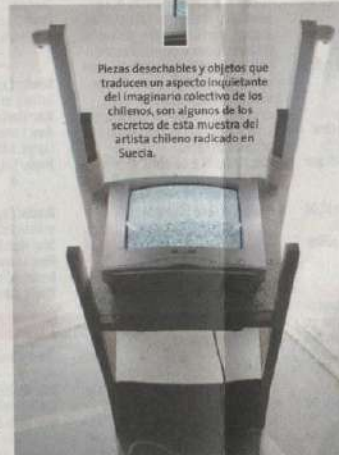 Piezas desechables y objetos que
traducen un aspecto inquietante
del imaginario colectivo de los
chilenos, son algunos de los
secretos de esta muestra del
artista chileno radicado en
Suecia.